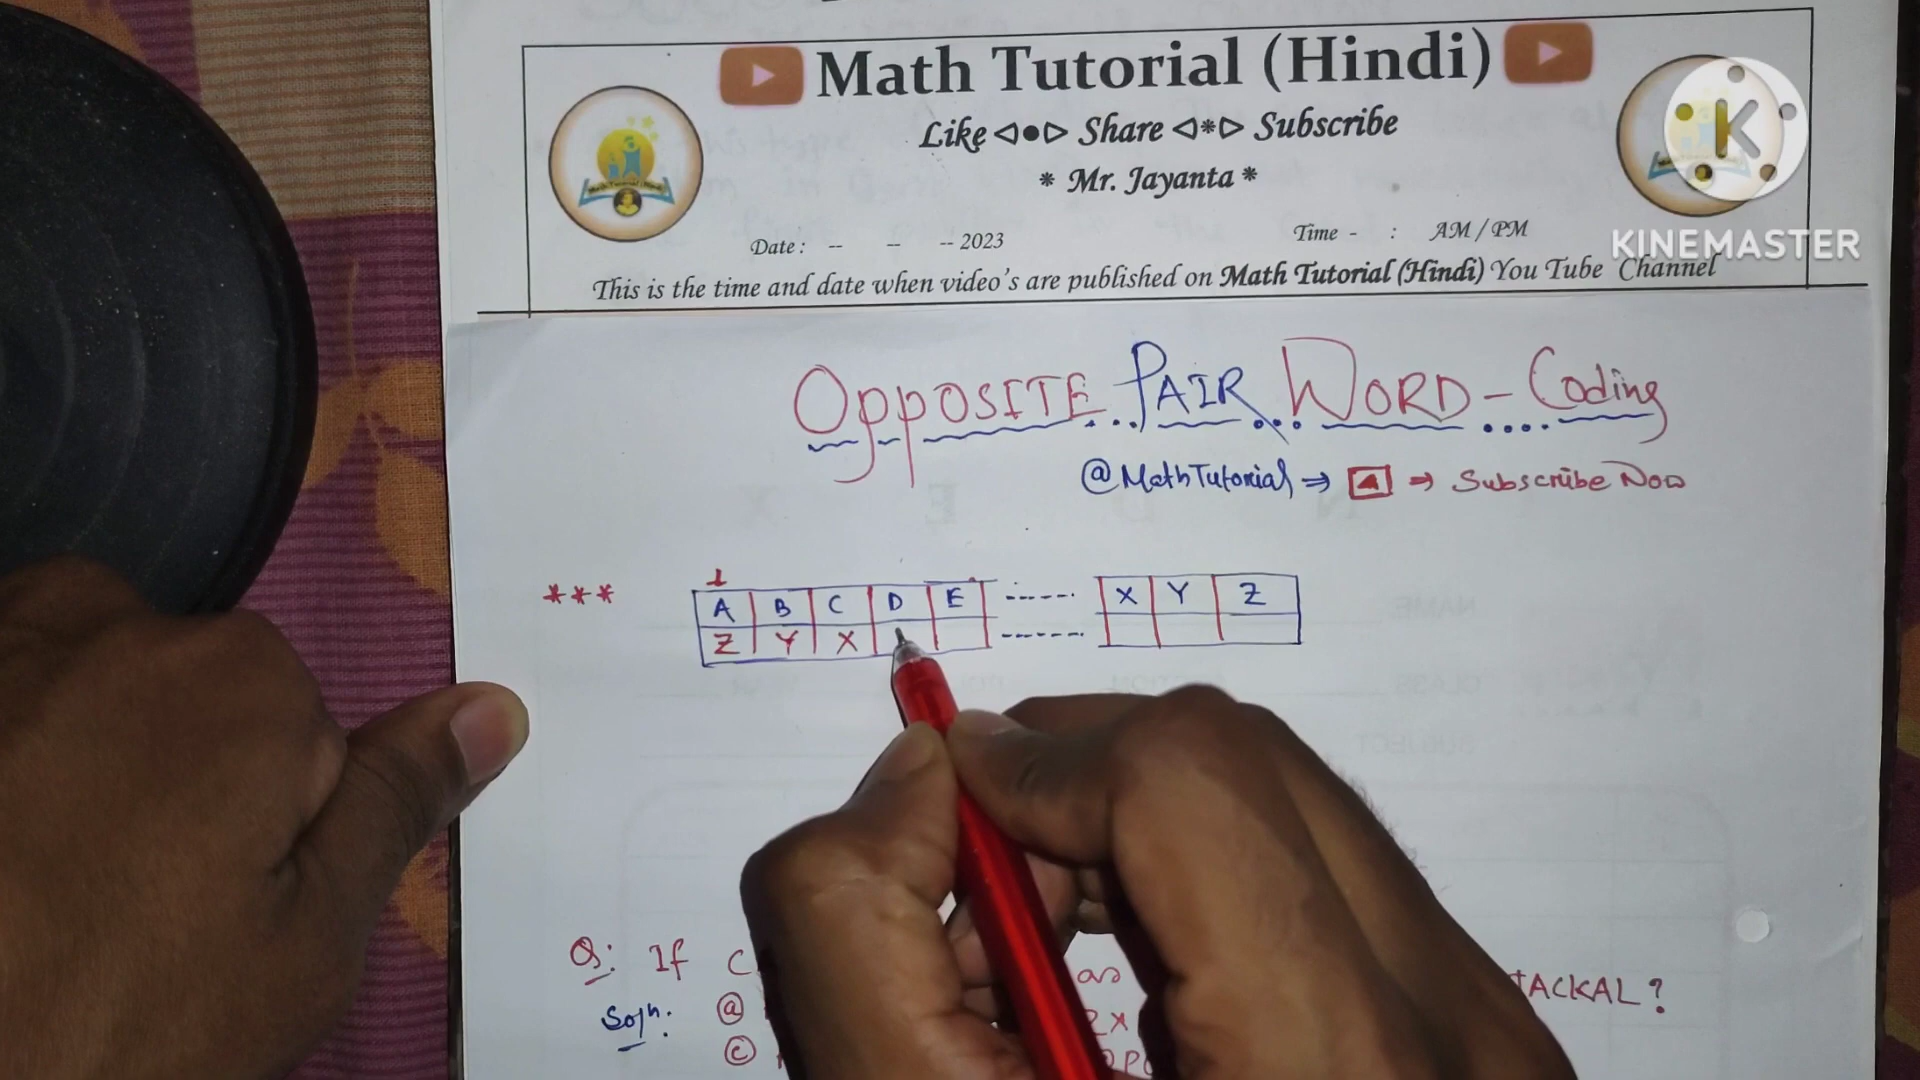 Math Tutorial (Hindi)
Like ◁●▷ Share ◁*▷ Subscribe
* Mr. Jayanta *
Date : -- -- -- 2023 Time - : AM / PM
This is the time and date when video's are published on Math Tutorial (Hindi) You Tube Channel
KINEMASTER
OPPOSITE PAIR WORD - Coding
@MathTutorial ⇒ ⇒ Subscribe Now
*** A B C D E ...... X Y Z
Z Y X ......
Q: If as JACKAL ?
Soln: (a)
(c)